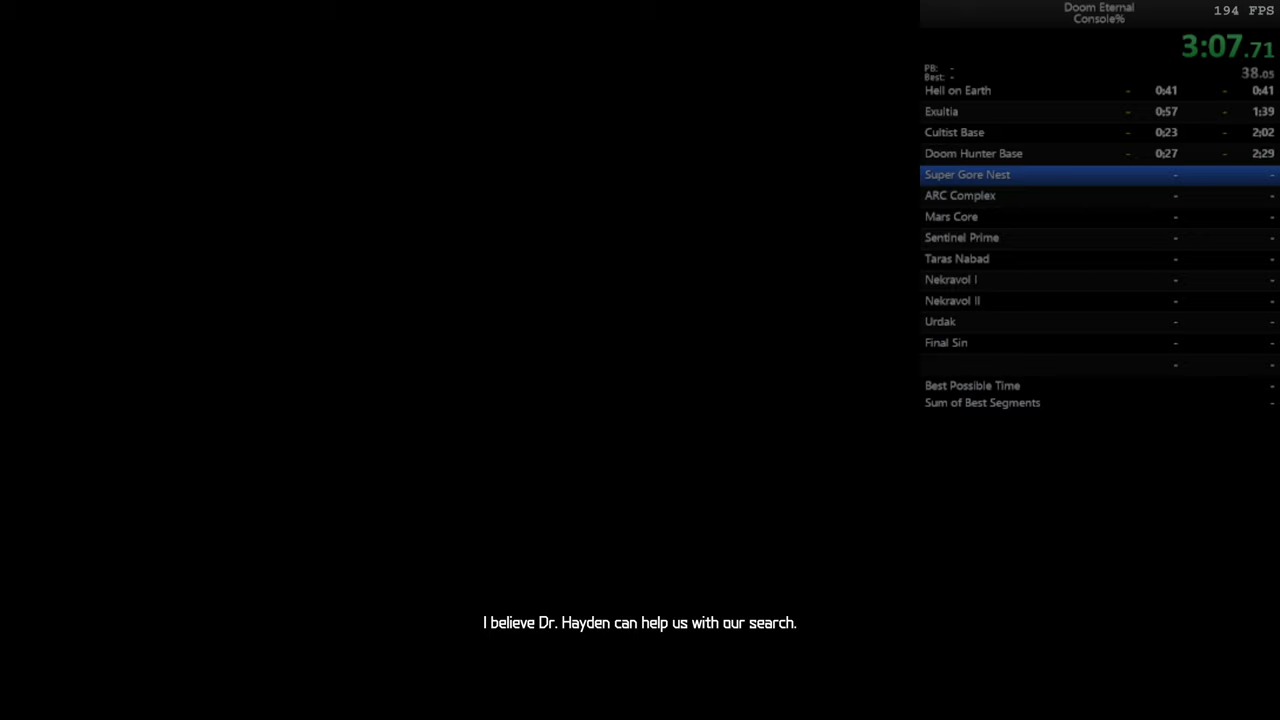 Doom Eternal
194 FPS
Console%
3:07.71
PB: -
38.05
Best: -
Hell on Earth - 0:41 - 0:41
Exultia - 0:57 - 1:39
Cultist Base - 0:23 - 2:02
Doom Hunter Base - 0:27 - 2:29
Super Gore Nest - -
ARC Complex - -
Mars Core - -
Sentinel Prime - -
Taras Nabad - -
Nekravol I - -
Nekravol II - -
Urdak - -
Final Sin - -
- -
Best Possible Time -
Sum of Best Segments -
I believe Dr. Hayden can help us with our search.